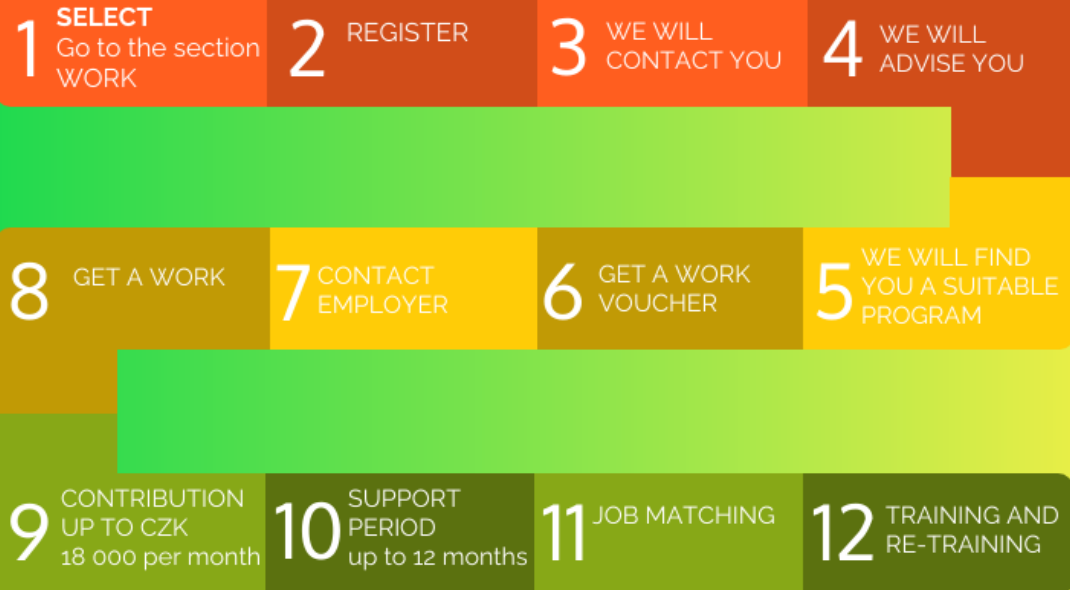 1 SELECT
Go to the section
WORK
2 REGISTER
3 WE WILL
CONTACT YOU
4 WE WILL
ADVISE YOU
5 WE WILL FIND
YOU A SUITABLE
PROGRAM
6 GET A WORK
VOUCHER
7 CONTACT
EMPLOYER
8 GET A WORK
9 CONTRIBUTION
UP TO CZK
18 000 per month
10 SUPPORT
PERIOD
up to 12 months
11 JOB MATCHING
12 TRAINING AND
RE-TRAINING